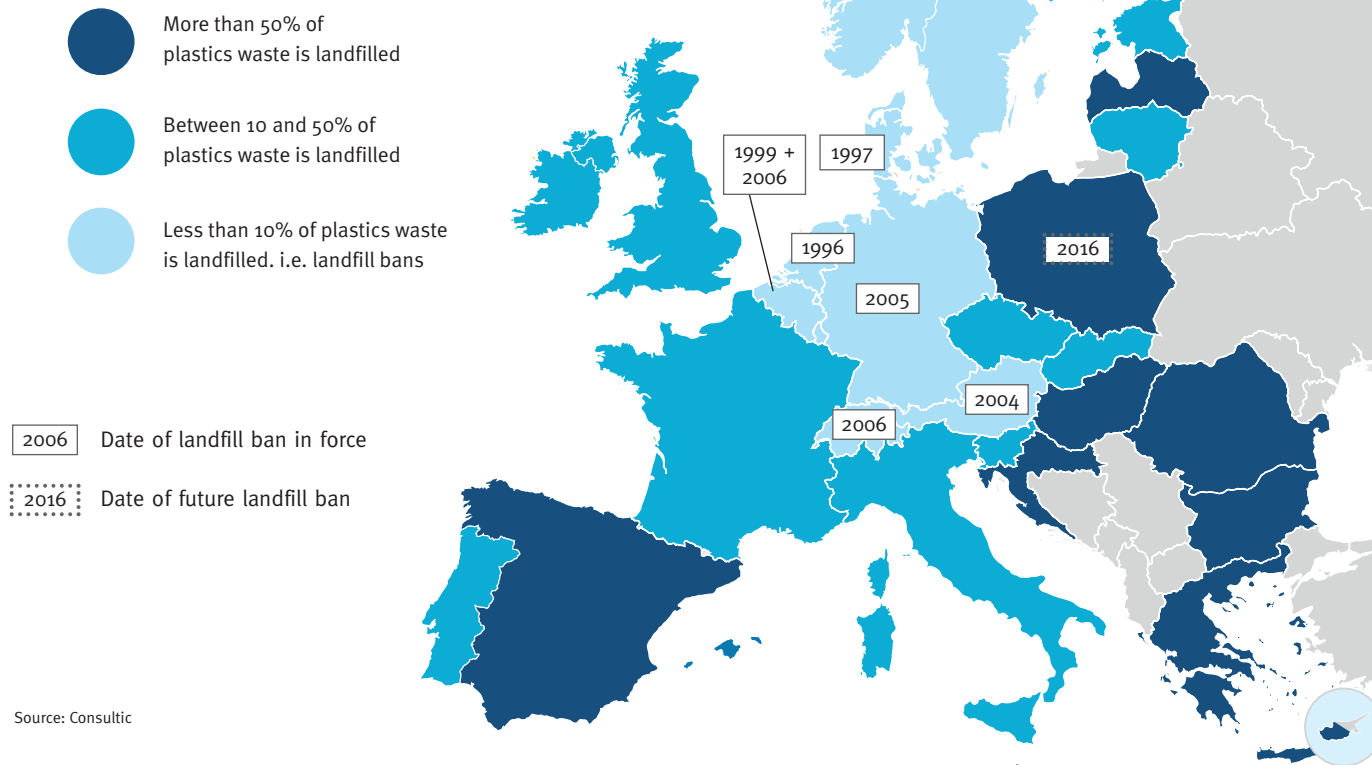 More than 50% of
plastics waste is landfilled
Between 10 and 50% of
plastics waste is landfilled
Less than 10% of plastics waste
is landfilled. i.e. landfill bans
2006 Date of landfill ban in force
2016 Date of future landfill ban
Source: Consultic
1999 +
2006
1997
1996
2005
2016
2004
2006